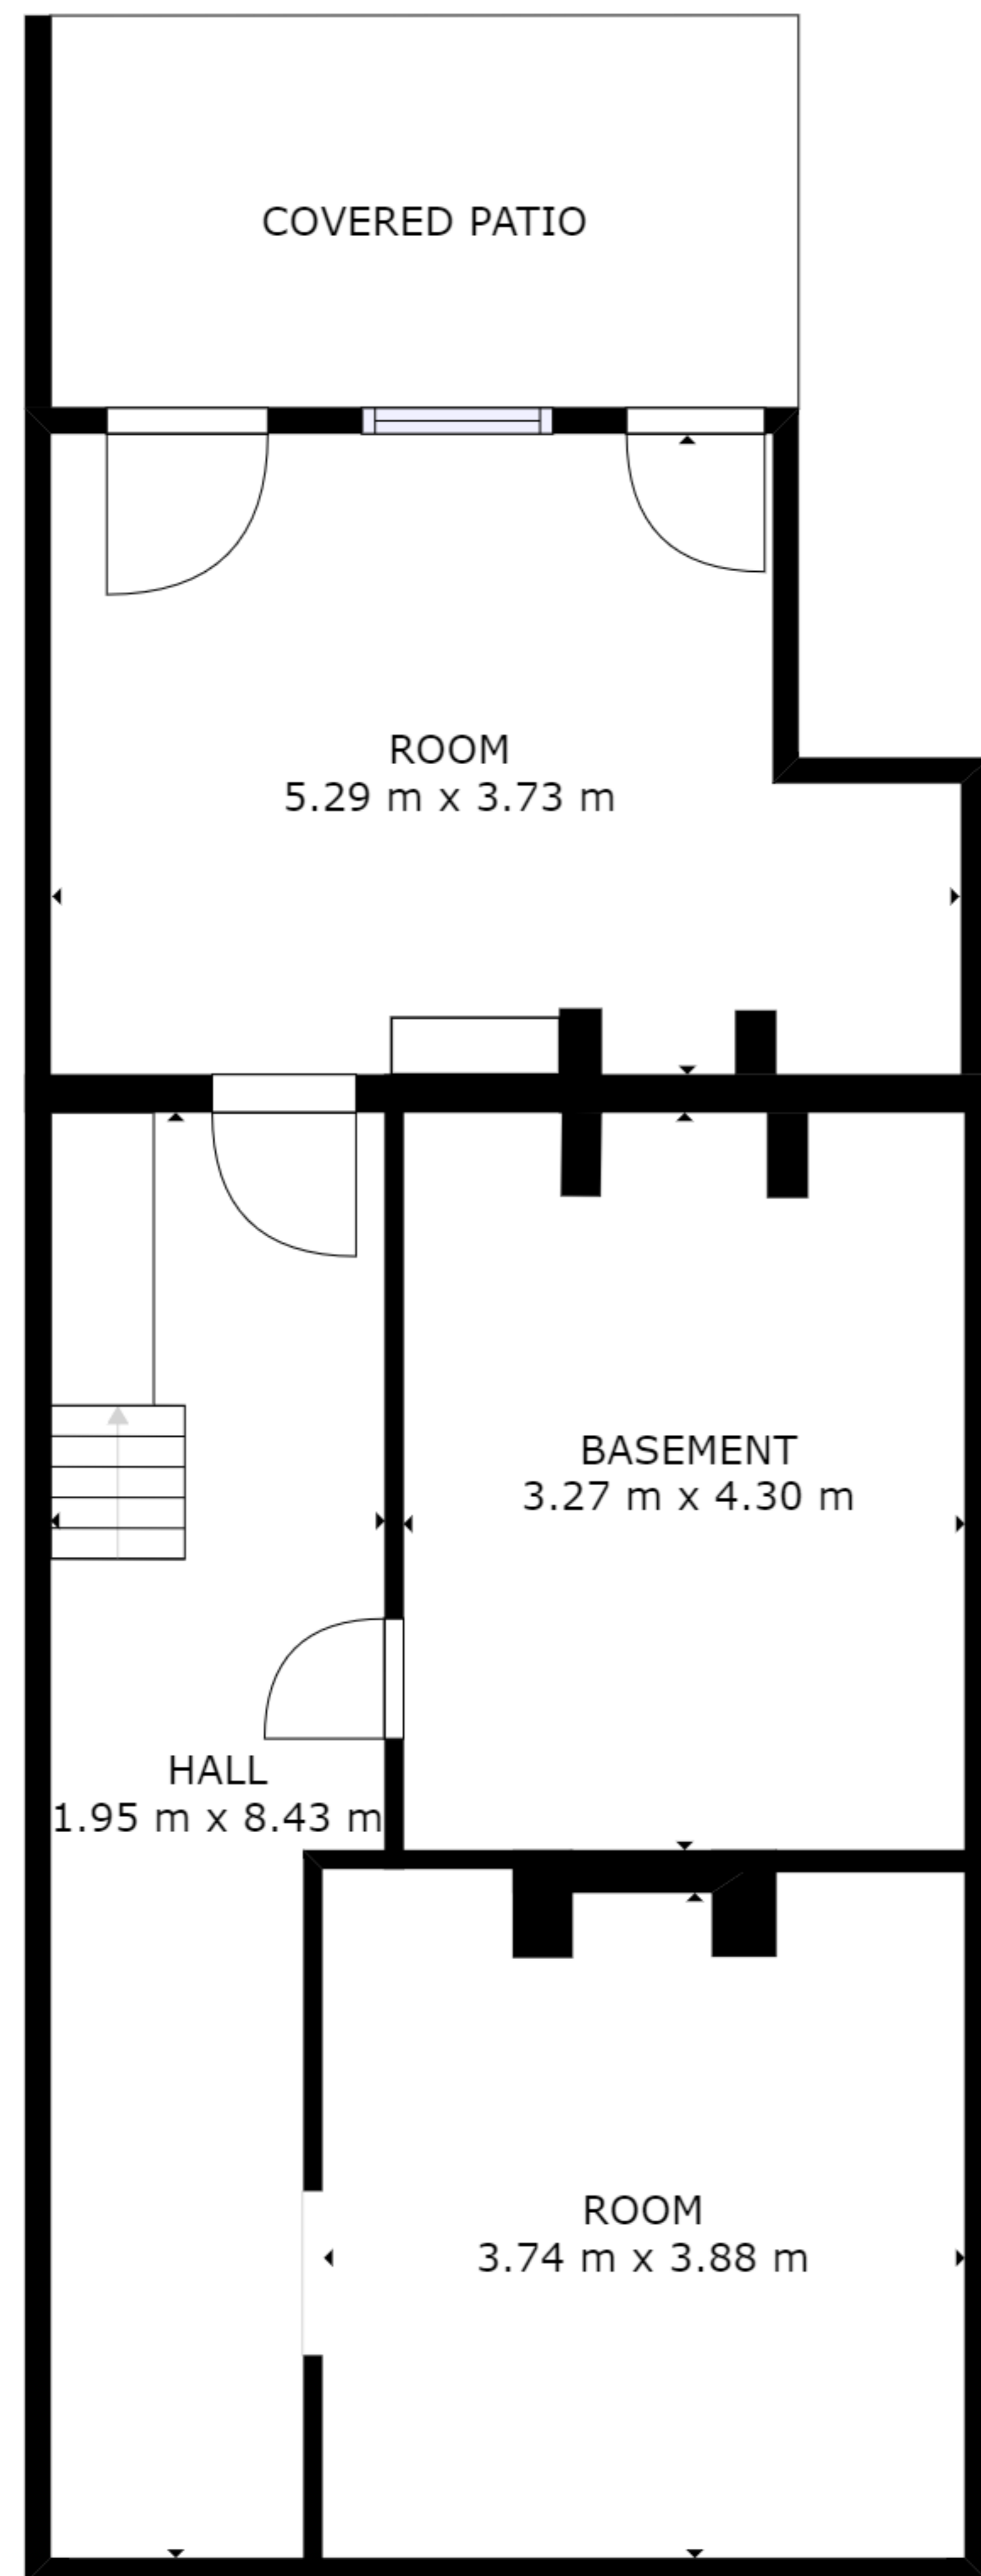 COVERED PATIO
ROOM
5.29 m x 3.73 m
BASEMENT
3.27 m x 4.30 m
HALL
1.95 m x 8.43 m
ROOM
3.74 m x 3.88 m